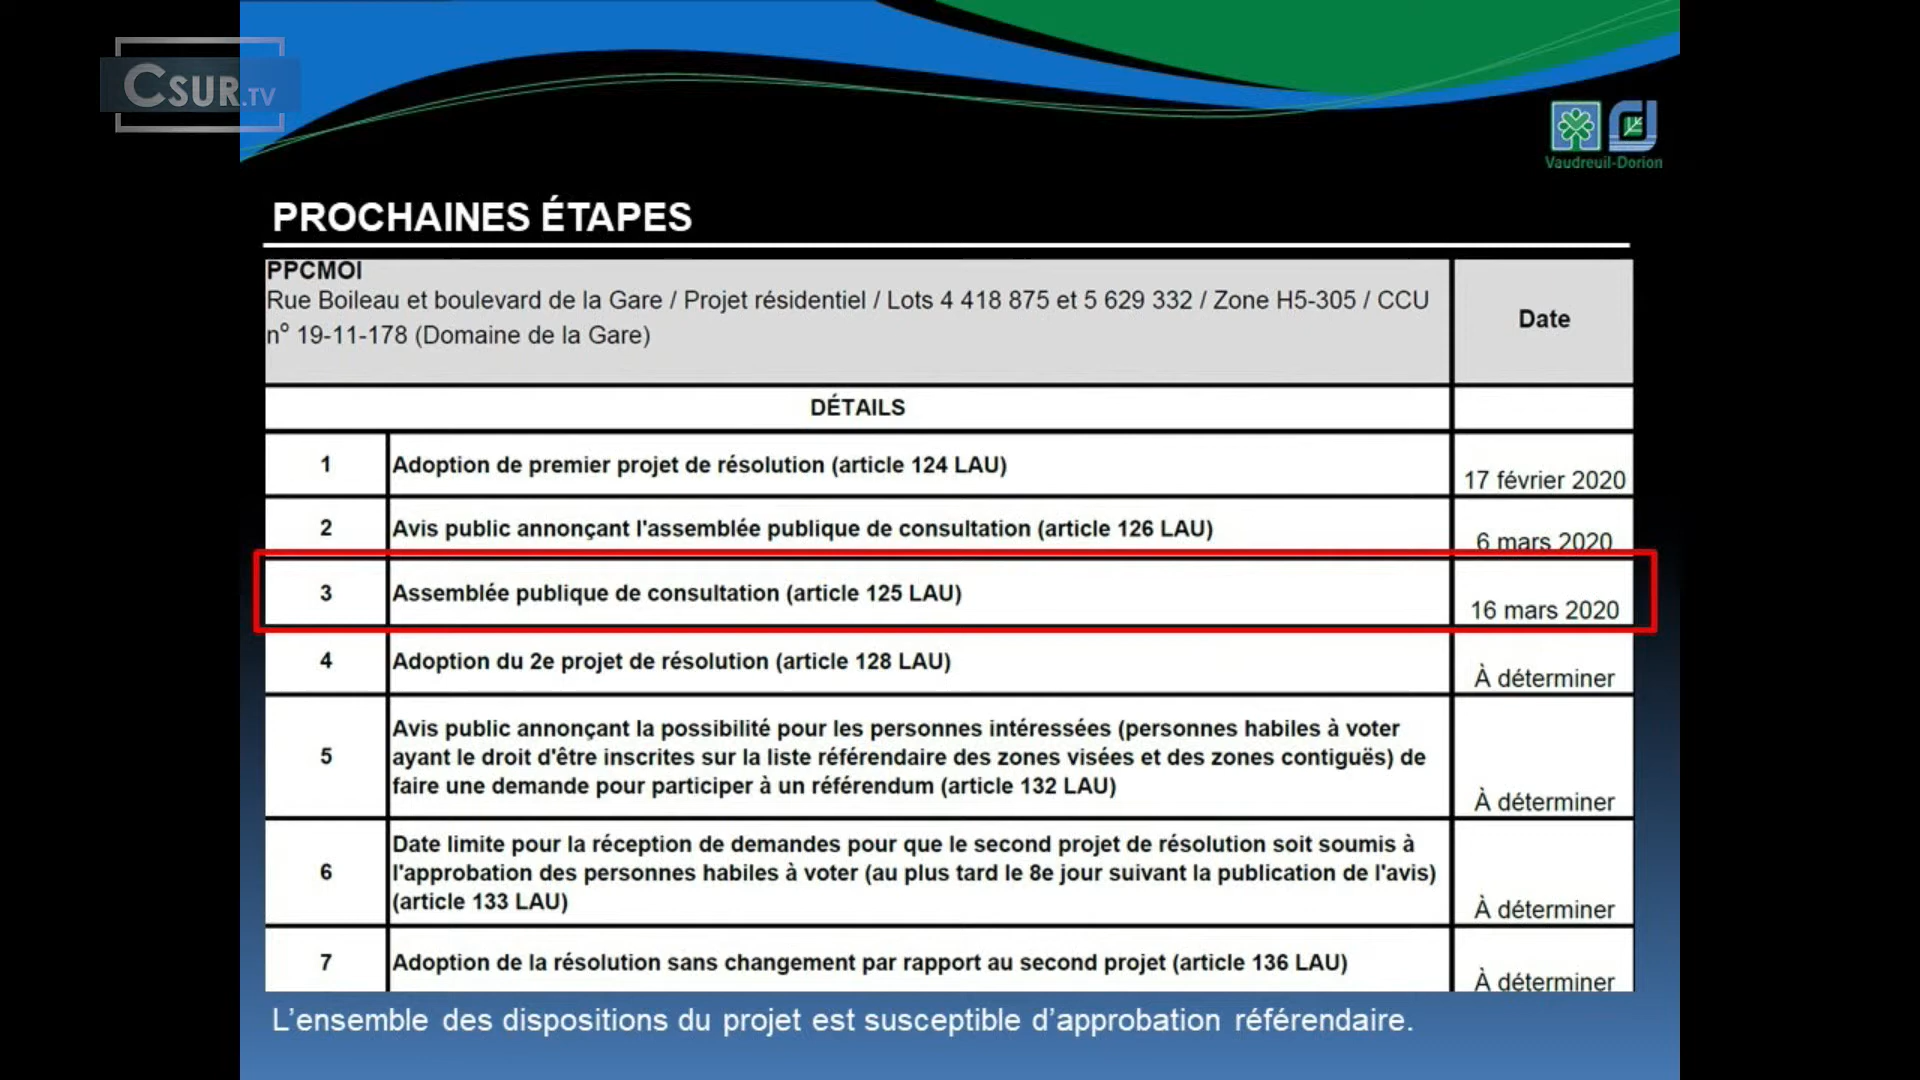 CSUR.TV
Vaudreuil-Dorion
PROCHAINES ÉTAPES
PPCMOI
Rue Boileau et boulevard de la Gare / Projet résidentiel / Lots 4 418 875 et 5 629 332 / Zone H5-305 / CCU
nº 19-11-178 (Domaine de la Gare)
Date
DÉTAILS
1 Adoption de premier projet de résolution (article 124 LAU) 17 février 2020
2 Avis public annonçant l'assemblée publique de consultation (article 126 LAU) 6 mars 2020
3 Assemblée publique de consultation (article 125 LAU) 16 mars 2020
4 Adoption du 2e projet de résolution (article 128 LAU) À déterminer
5 Avis public annonçant la possibilité pour les personnes intéressées (personnes habiles à voter
ayant le droit d'être inscrites sur la liste référendaire des zones visées et des zones contiguës) de
faire une demande pour participer à un référendum (article 132 LAU) À déterminer
6 Date limite pour la réception de demandes pour que le second projet de résolution soit soumis à
l'approbation des personnes habiles à voter (au plus tard le 8e jour suivant la publication de l'avis)
(article 133 LAU) À déterminer
7 Adoption de la résolution sans changement par rapport au second projet (article 136 LAU) À déterminer
L’ensemble des dispositions du projet est susceptible d’approbation référendaire.